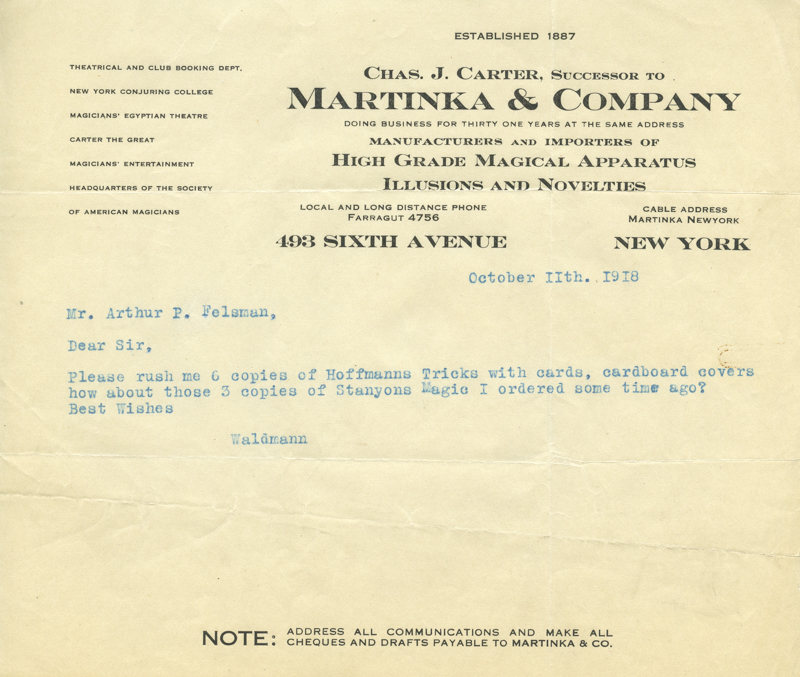 ESTABLISHED 1887
THEATRICAL AND CLUB BOOKING DEPT.
NEW YORK CONJURING COLLEGE
MAGICIANS' EGYPTIAN THEATRE
CARTER THE GREAT
MAGICIANS' ENTERTAINMENT
HEADQUARTERS OF THE SOCIETY
OF AMERICAN MAGICIANS
CHAS. J. CARTER, SUCCESSOR TO
MARTINKA & COMPANY
DOING BUSINESS FOR THIRTY ONE YEARS AT THE SAME ADDRESS
MANUFACTURERS AND IMPORTERS OF
HIGH GRADE MAGICAL APPARATUS
ILLUSIONS AND NOVELTIES
LOCAL AND LONG DISTANCE PHONE
FARRAGUT 4756
CABLE ADDRESS
MARTINKA NEWYORK
493 SIXTH AVENUE
NEW YORK
October IIth. I9I8
Mr. Arthur P. Felsman,
Dear Sir,
Please rush me 6 copies of Hoffmanns Tricks with cards, cardboard covers
how about those 3 copies of Stanyons Magic I ordered some time ago?
Best Wishes
Waldmann
NOTE: ADDRESS ALL COMMUNICATIONS AND MAKE ALL
CHEQUES AND DRAFTS PAYABLE TO MARTINKA & CO.